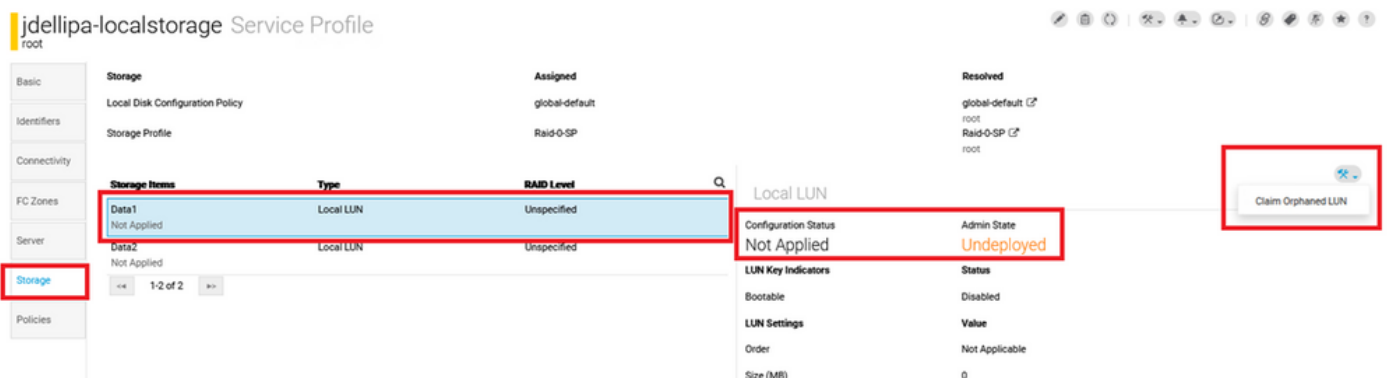 jdellipa-localstorage Service Profile
root
Basic
Identifiers
Connectivity
FC Zones
Server
Storage
Policies
Storage Assigned Resolved
Local Disk Configuration Policy global-default global-default
root
Storage Profile Raid-0-SP Raid-0-SP
root
Storage Items Type RAID Level
Data1 Local LUN Unspecified
Not Applied
Data2 Local LUN Unspecified
Not Applied
1-2 of 2
Local LUN
Claim Orphaned LUN
Configuration Status Admin State
Not Applied Undeployed
LUN Key Indicators Status
Bootable Disabled
LUN Settings Value
Order Not Applicable
Size (MB) 0